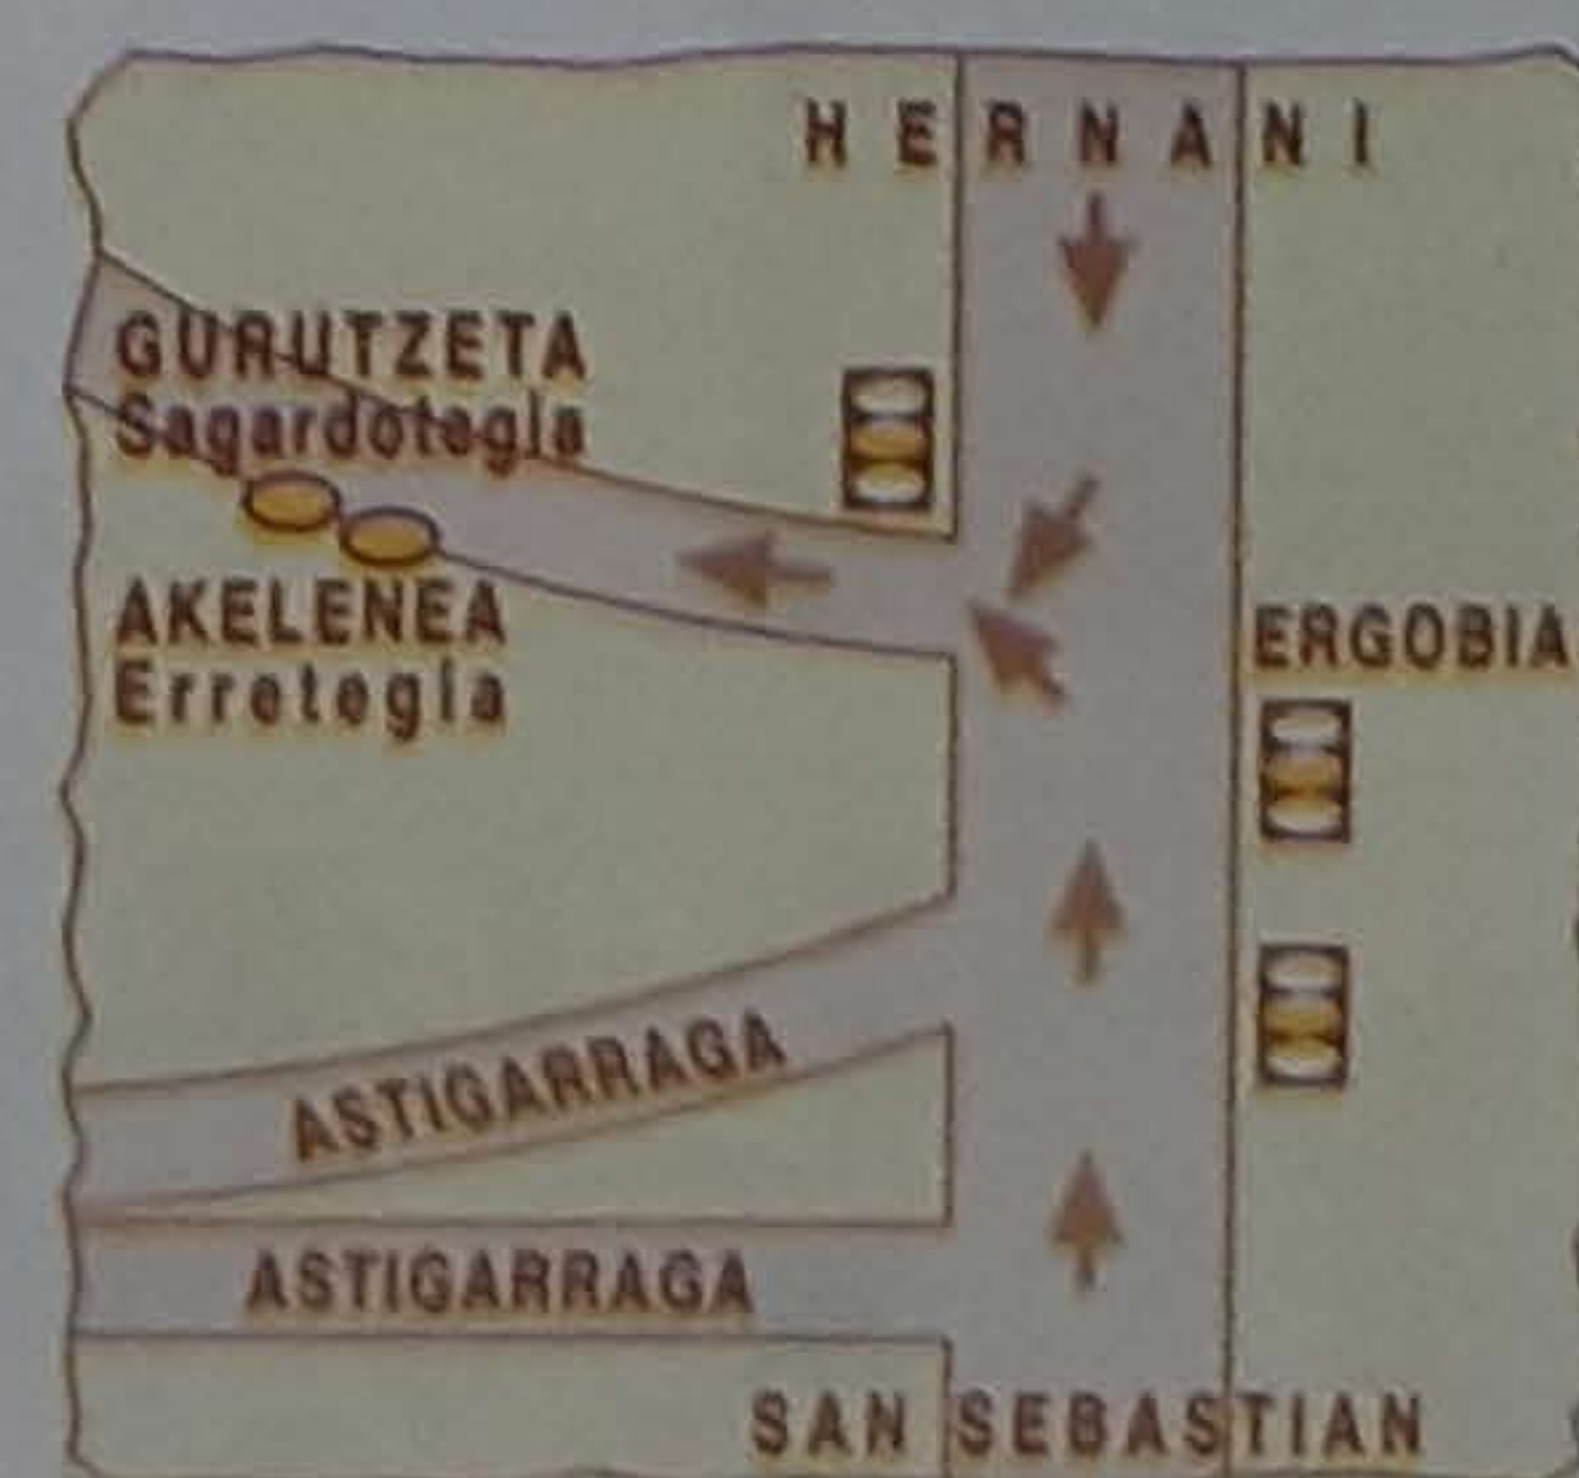 HERNANI
GURUTZETA
Sagardotegia
AKELENEA
Erretegia
ERGOBIA
ASTIGARRAGA
ASTIGARRAGA
SAN SEBASTIAN